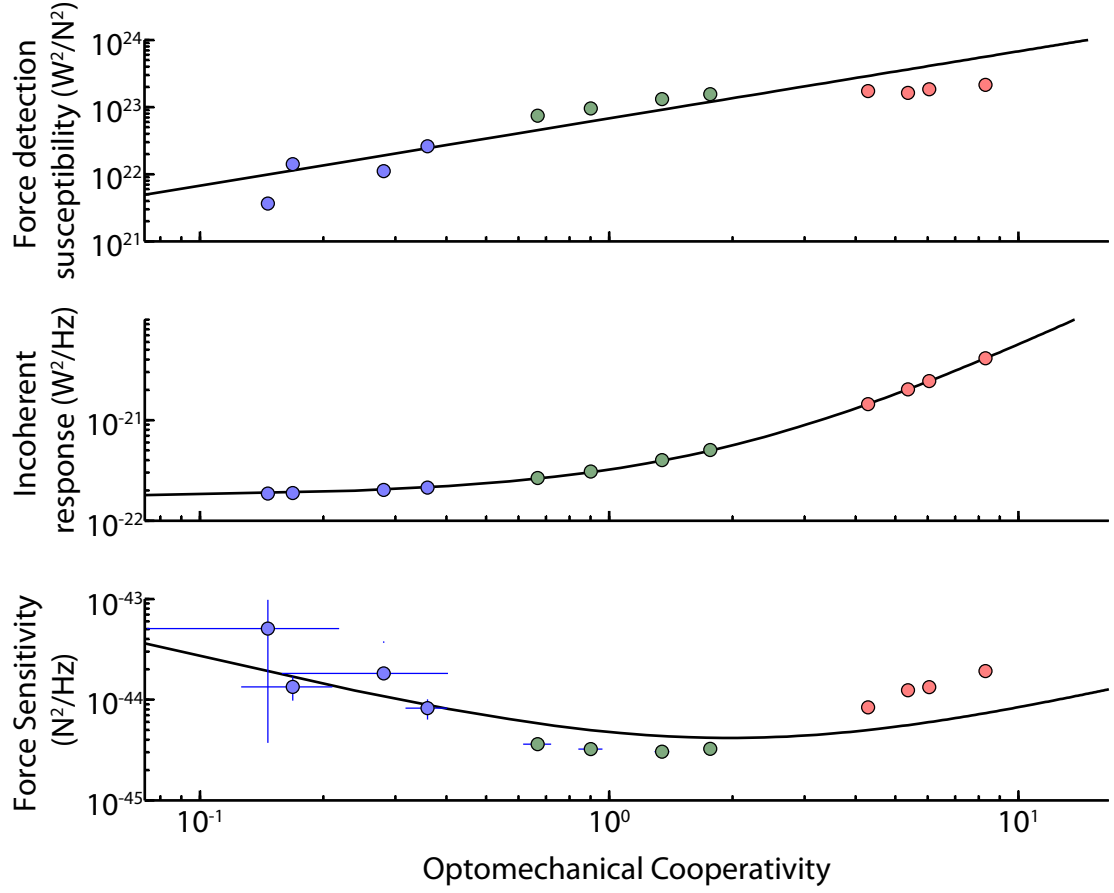 Force detection
susceptibility (W²/N²)
10²⁴
10²³
10²²
10²¹
Incoherent
response (W²/Hz)
10⁻²¹
10⁻²²
Force Sensitivity
(N²/Hz)
10⁻⁴³
10⁻⁴⁴
10⁻⁴⁵
10⁻¹
10⁰
10¹
Optomechanical Cooperativity